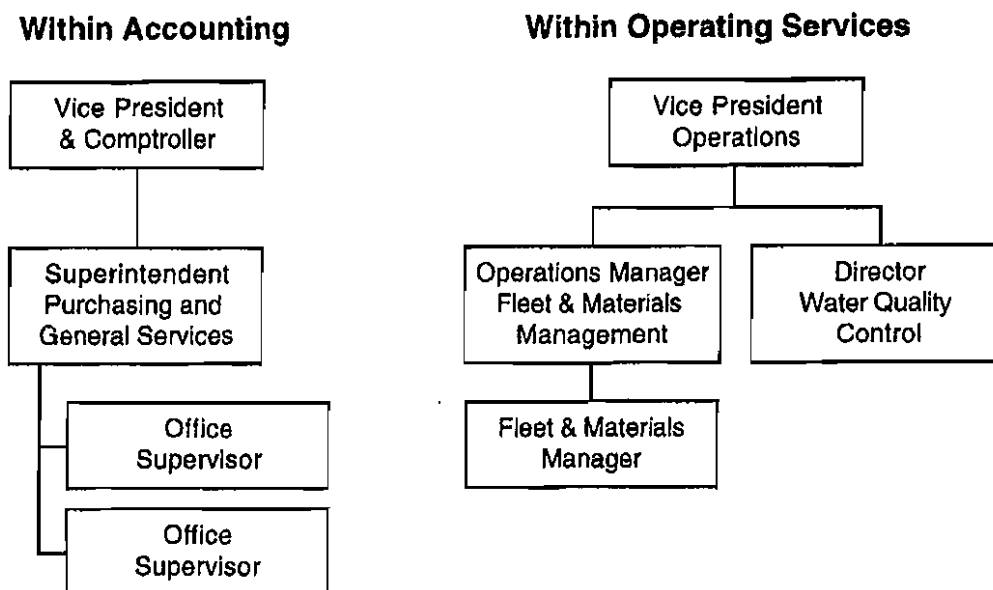 Within Accounting
Vice President
& Comptroller
Superintendent
Purchasing and
General Services
Office
Supervisor
Office
Supervisor
Within Operating Services
Vice President
Operations
Operations Manager
Fleet & Materials
Management
Director
Water Quality
Control
Fleet & Materials
Manager